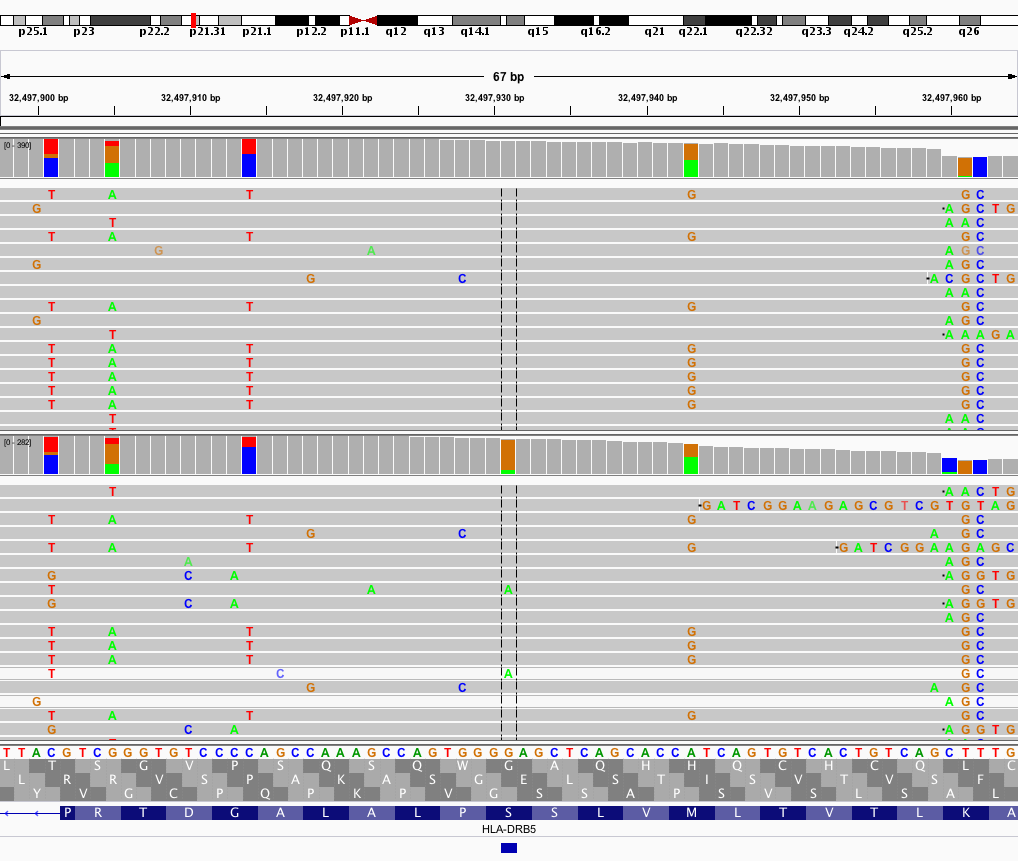 p25.1 p23 p22.2 p21.31 p21.1 p12.2 p11.1 q12 q13 q14.1 q15 q16.2 q21 q22.1 q22.32 q23.3 q24.2 q25.2 q26
67 bp
32,497,900 bp 32,497,910 bp 32,497,920 bp 32,497,930 bp 32,497,940 bp 32,497,950 bp 32,497,960 bp
[0 - 390]
T A T G G C
G A G C T G
T A A C
T A T G G C
G A A G C
G A G C
G C A C G C T G
A A C
T A T G G C
G A G C
T A A A G A
T A T G G C
T A T G G C
T A T G G C
T A T G G C
T A T G G C
T A A C
[0 - 282]
T A A C T G
G A T C G G A A G A G C G T C G T G T A G
T A T G G C
G C A G C
T A T G G A T C G G A A G A G C
A A G C
G C A A G G T G
T A A G C
G C A A G G T G
A G C
T A T G G C
T A T G G C
T A T G G C
T C A G C
G C A G C
G A G C
T A T G G C
G C A A G G T G
T T A C G T C G G G T G T C C C C A G C C A A A G C C A G T G G G G A G C T C A G C A C C A T C A G T G T C A C T G T C A G C T T T G
L T S G V P S Q S Q W G A Q H H Q C H C Q L C
L R R V S P A K A S G E L S T I S V T V S F
Y V G C P Q P K P V G S S A P S V S L S A L
P R T D G A L A L P S S L V M L T V T L K A
HLA-DRB5